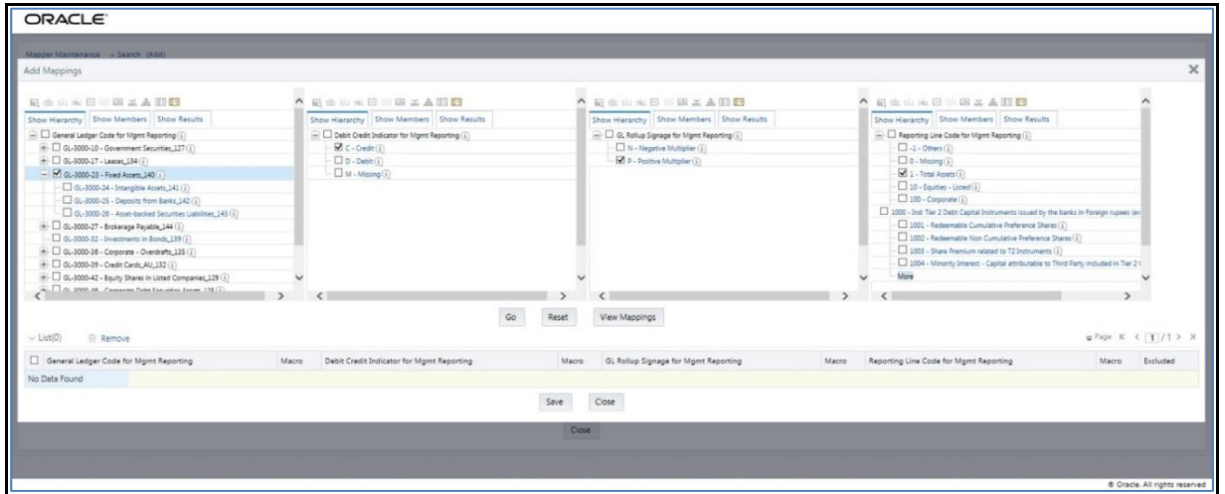 ORACLE
Mapper Maintenance » Search (Add)
Add Mappings
Show Hierarchy Show Members Show Results
General Ledger Code for Mgmt Reporting
GL-3000-10 - Government Securities_127
GL-3000-17 - Leases_134
GL-3000-23 - Fixed Assets_140
GL-3000-24 - Intangible Assets_141
GL-3000-25 - Deposits from Banks_142
GL-3000-26 - Asset-backed Securities Liabilities_143
GL-3000-27 - Brokerage Payable_144
GL-3000-32 - Investments in Bonds_139
GL-3000-36 - Corporate - Overdrafts_135
GL-3000-39 - Credit Cards_AU_132
GL-3000-42 - Equity Shares in Listed Companies_129
Show Hierarchy Show Members Show Results
Debit Credit Indicator for Mgmt Reporting
C - Credit
D - Debit
M - Missing
Show Hierarchy Show Members Show Results
GL Rollup Signage for Mgmt Reporting
N - Negative Multiplier
P - Positive Multiplier
Show Hierarchy Show Members Show Results
Reporting Line Code for Mgmt Reporting
-1 - Others
0 - Missing
1 - Total Assets
10 - Equities - Listed
100 - Corporate
1000 - Ind: Tier 2 Debt Capital Instruments issued by the banks in Foreign rupees
1001 - Redeemable Cumulative Preference Shares
1002 - Redeemable Non Cumulative Preference Shares
1003 - Share Premium related to T2 Instruments
1004 - Minority Interest - Capital attributable to Third Party included in Tier 2
More
Go Reset View Mappings
List(0) Remove Page 1 / 1
General Ledger Code for Mgmt Reporting Macro Debit Credit Indicator for Mgmt Reporting Macro GL Rollup Signage for Mgmt Reporting Macro Reporting Line Code for Mgmt Reporting Macro Excluded
No Data Found
Save Close
Close
® Oracle. All rights reserved